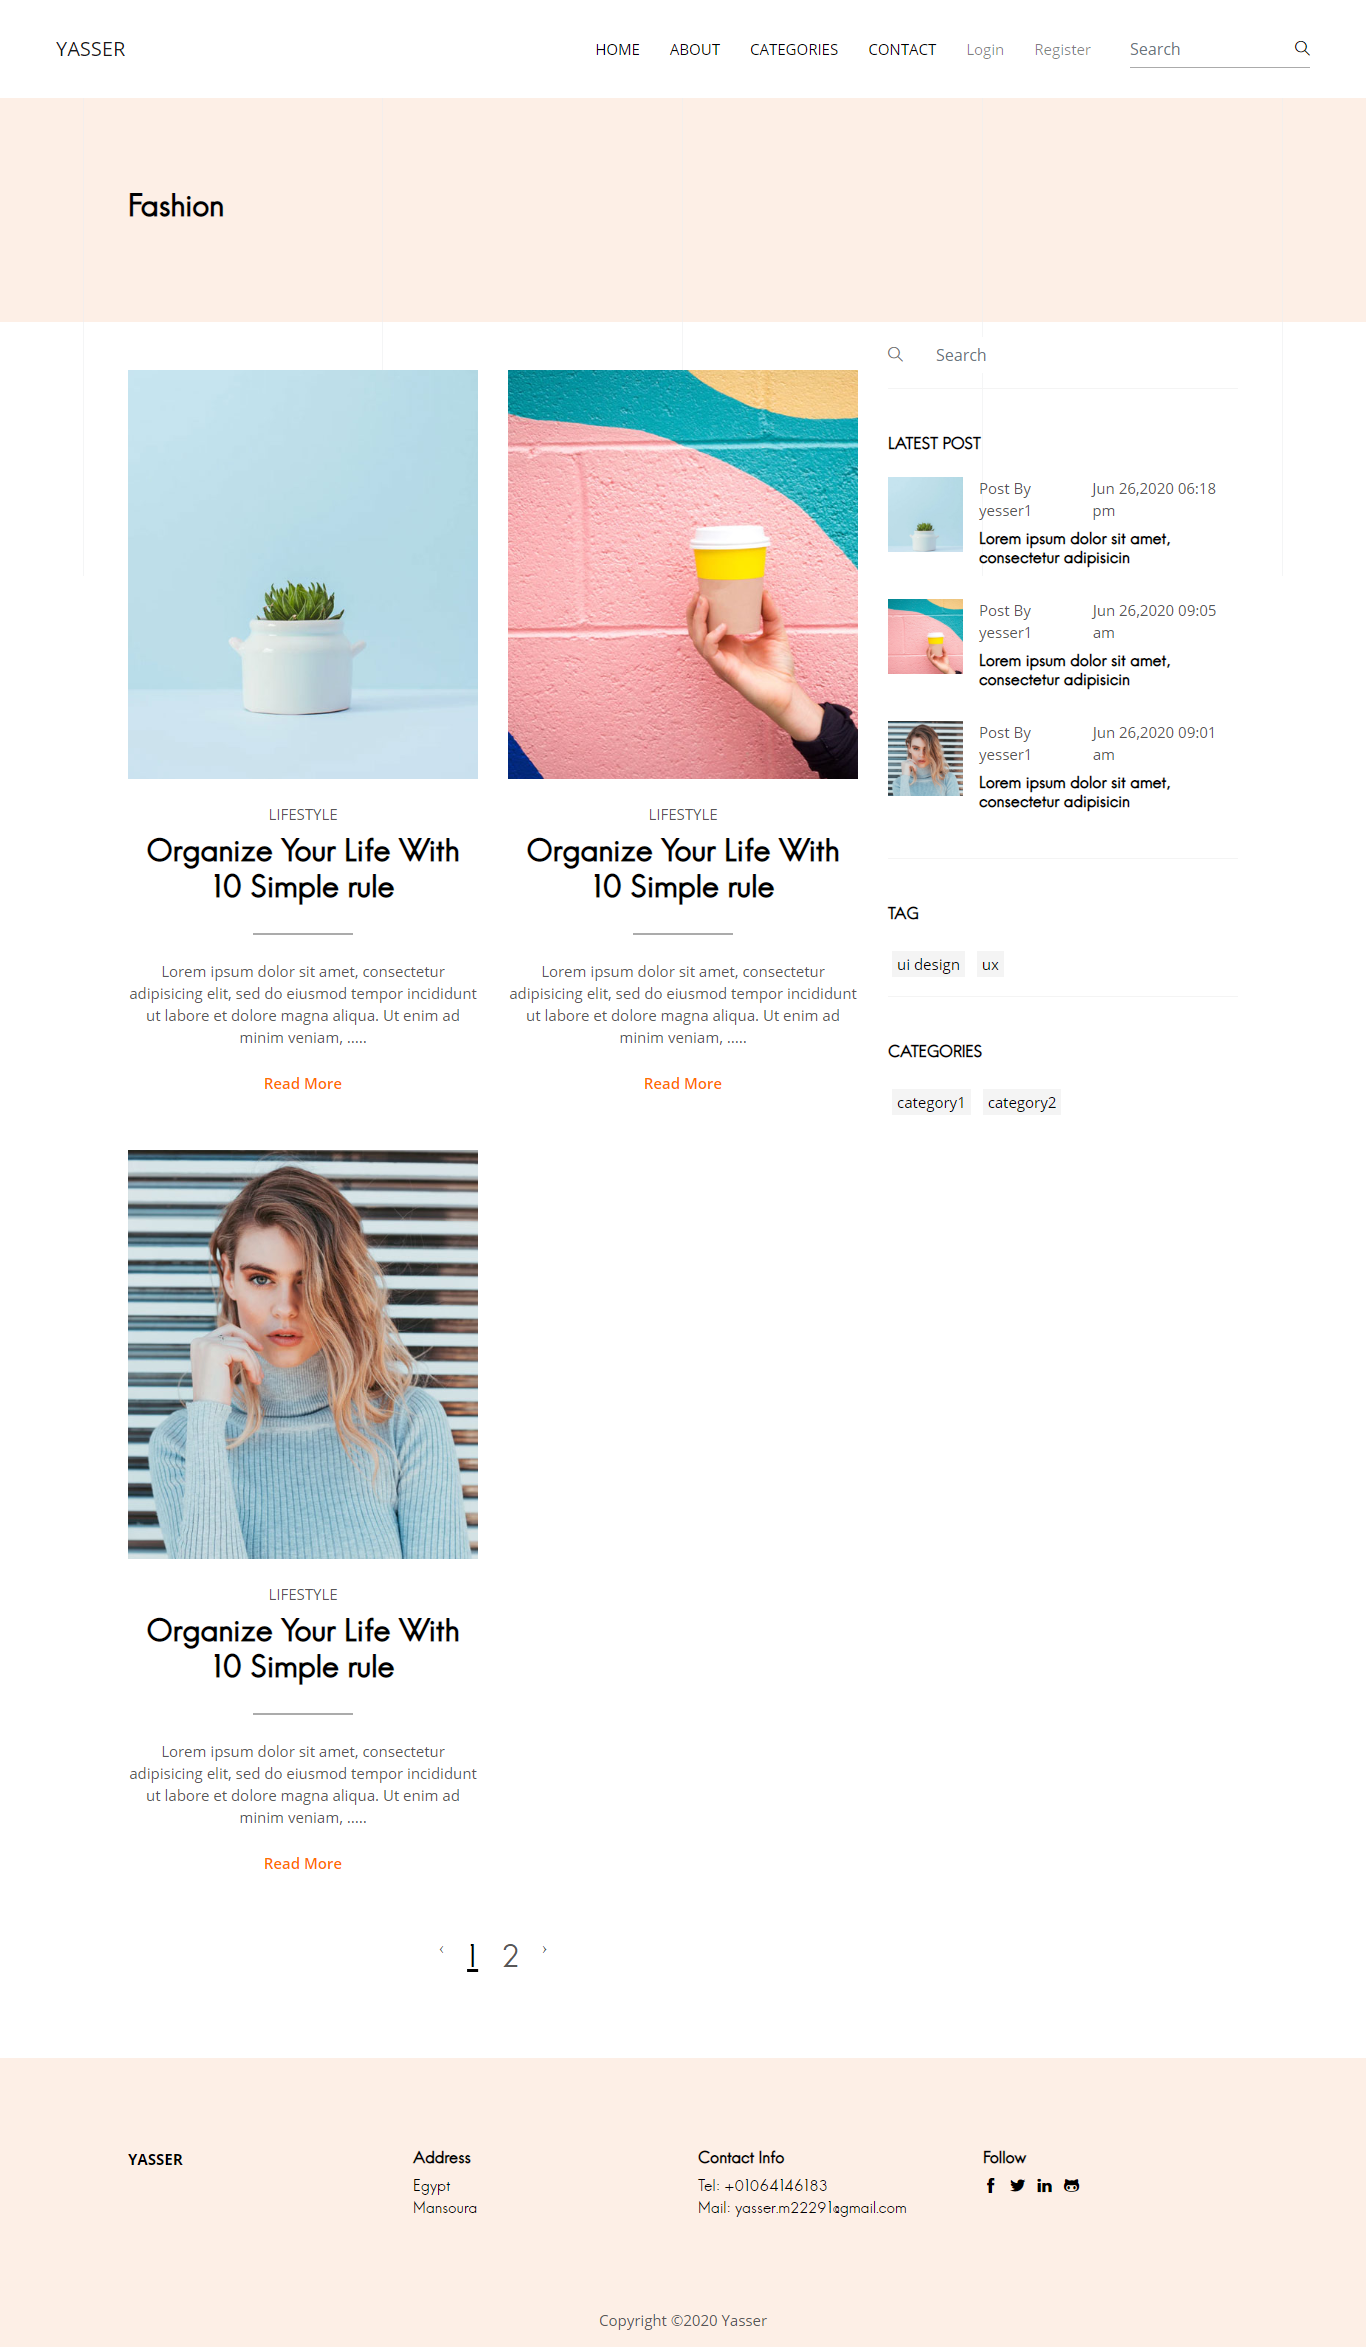 YASSER
HOME ABOUT CATEGORIES CONTACT Login Register Search
Fashion
Search
LATEST POST
Post By yesser1
Jun 26,2020 06:18 pm
Lorem ipsum dolor sit amet,
consectetur adipisicin
Post By yesser1
Jun 26,2020 09:05 am
Lorem ipsum dolor sit amet,
consectetur adipisicin
Post By yesser1
Jun 26,2020 09:01 am
Lorem ipsum dolor sit amet,
consectetur adipisicin
TAG
ui design ux
CATEGORIES
category1 category2
LIFESTYLE
Organize Your Life With
10 Simple rule
Lorem ipsum dolor sit amet, consectetur
adipisicing elit, sed do eiusmod tempor incididunt
ut labore et dolore magna aliqua. Ut enim ad
minim veniam, .....
Read More
LIFESTYLE
Organize Your Life With
10 Simple rule
Lorem ipsum dolor sit amet, consectetur
adipisicing elit, sed do eiusmod tempor incididunt
ut labore et dolore magna aliqua. Ut enim ad
minim veniam, .....
Read More
LIFESTYLE
Organize Your Life With
10 Simple rule
Lorem ipsum dolor sit amet, consectetur
adipisicing elit, sed do eiusmod tempor incididunt
ut labore et dolore magna aliqua. Ut enim ad
minim veniam, .....
Read More
‹ 1 2 ›
YASSER
Address
Egypt
Mansoura
Contact Info
Tel: +01064146183
Mail: yasser.m22291@gmail.com
Follow
Copyright ©2020 Yasser